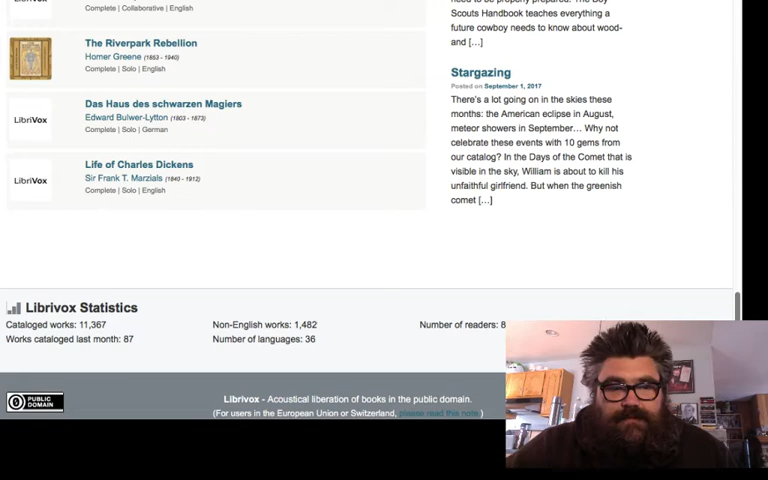 Complete | Collaborative | English
The Riverpark Rebellion
Homer Greene (1853 - 1940)
Complete | Solo | English
LibriVox
Das Haus des schwarzen Magiers
Edward Bulwer-Lytton (1803 - 1873)
Complete | Solo | German
LibriVox
Life of Charles Dickens
Sir Frank T. Marzials (1840 - 1912)
Complete | Solo | English
need to be properly prepared. The Boy
Scouts Handbook teaches everything a
future cowboy needs to know about wood-
and [...]
Stargazing
Posted on September 1, 2017
There's a lot going on in the skies these
months: the American eclipse in August,
meteor showers in September... Why not
celebrate these events with 10 gems from
our catalog? In the Days of the Comet that is
visible in the sky, William is about to kill his
unfaithful girlfriend. But when the greenish
comet [...]
Librivox Statistics
Cataloged works: 11,367
Non-English works: 1,482
Number of readers: 8
Works cataloged last month: 87
Number of languages: 36
PUBLIC
DOMAIN
Librivox - Acoustical liberation of books in the public domain.
(For users in the European Union or Switzerland, please read this note.)